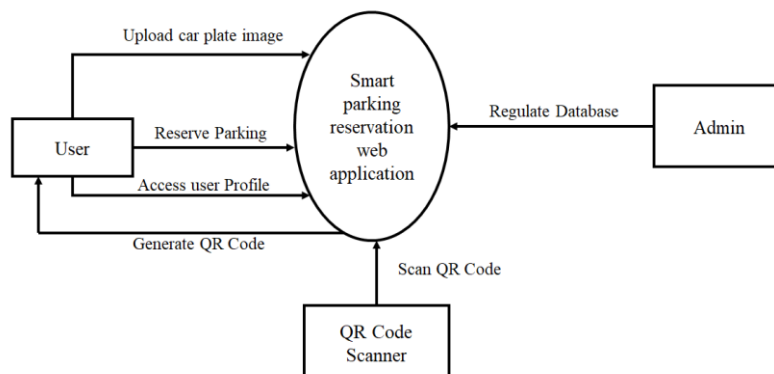 Upload car plate image
Smart
parking
reservation
web
application
Regulate Database
Admin
User
Reserve Parking
Access user Profile
Generate QR Code
Scan QR Code
QR Code
Scanner